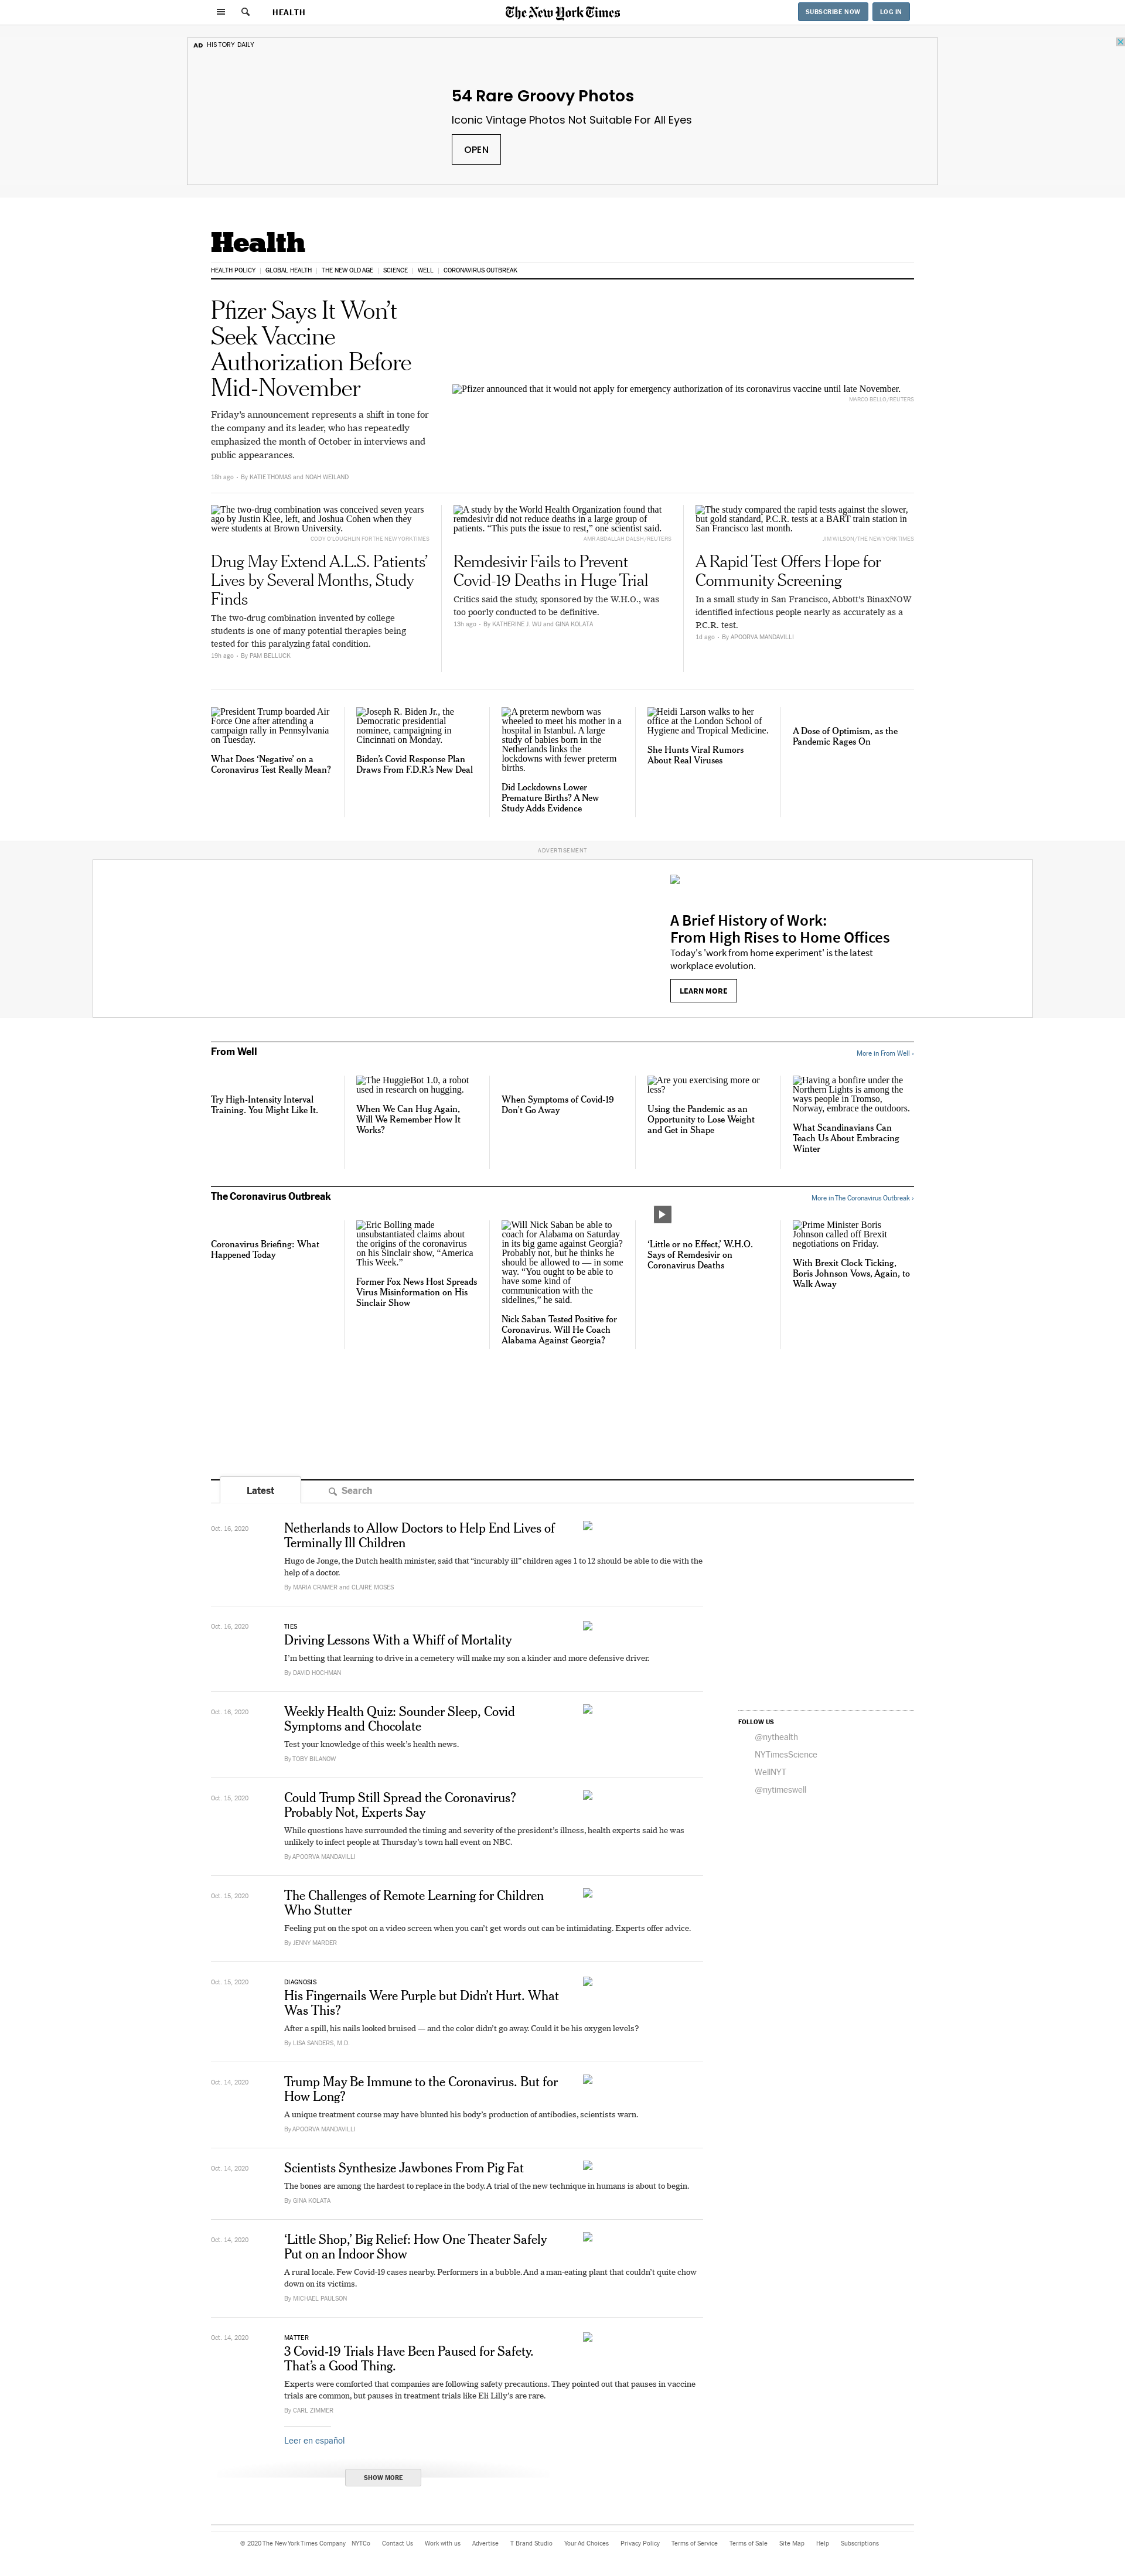 HEALTH
The New York Times
SUBSCRIBE NOW
LOG IN
AD HISTORY DAILY
54 Rare Groovy Photos
Iconic Vintage Photos Not Suitable For All Eyes
OPEN
Health
HEALTH POLICY | GLOBAL HEALTH | THE NEW OLD AGE | SCIENCE | WELL | CORONAVIRUS OUTBREAK
Pfizer Says It Won’t
Seek Vaccine
Authorization Before
Mid-November
Friday’s announcement represents a shift in tone for
the company and its leader, who has repeatedly
emphasized the month of October in interviews and
public appearances.
18h ago - By KATIE THOMAS and NOAH WEILAND
Pfizer announced that it would not apply for emergency authorization of its coronavirus vaccine until late November.
MARCO BELLO/REUTERS
The two-drug combination was conceived seven years
ago by Justin Klee, left, and Joshua Cohen when they
were students at Brown University.
CODY O'LOUGHLIN FOR THE NEW YORK TIMES
Drug May Extend A.L.S. Patients’
Lives by Several Months, Study
Finds
The two-drug combination invented by college
students is one of many potential therapies being
tested for this paralyzing fatal condition.
19h ago - By PAM BELLUCK
A study by the World Health Organization found that
remdesivir did not reduce deaths in a large group of
patients. “This puts the issue to rest,” one scientist said.
AMR ABDALLAH DALSH/REUTERS
Remdesivir Fails to Prevent
Covid-19 Deaths in Huge Trial
Critics said the study, sponsored by the W.H.O., was
too poorly conducted to be definitive.
13h ago - By KATHERINE J. WU and GINA KOLATA
The study compared the rapid tests against the slower,
but gold standard, P.C.R. tests at a BART train station in
San Francisco last month.
JIM WILSON/THE NEW YORK TIMES
A Rapid Test Offers Hope for
Community Screening
In a small study in San Francisco, Abbott’s BinaxNOW
identified infectious people nearly as accurately as a
P.C.R. test.
1d ago - By APOORVA MANDAVILLI
President Trump boarded Air
Force One after attending a
campaign rally in Pennsylvania
on Tuesday.
What Does ‘Negative’ on a
Coronavirus Test Really Mean?
Joseph R. Biden Jr., the
Democratic presidential
nominee, campaigning in
Cincinnati on Monday.
Biden’s Covid Response Plan
Draws From F.D.R.’s New Deal
A preterm newborn was
wheeled to meet his mother in a
hospital in Istanbul. A large
study of babies born in the
Netherlands links the
lockdowns with fewer preterm
births.
Did Lockdowns Lower
Premature Births? A New
Study Adds Evidence
Heidi Larson walks to her
office at the London School of
Hygiene and Tropical Medicine.
She Hunts Viral Rumors
About Real Viruses
A Dose of Optimism, as the
Pandemic Rages On
ADVERTISEMENT
A Brief History of Work:
From High Rises to Home Offices
Today's 'work from home experiment' is the latest
workplace evolution.
LEARN MORE
From Well
More in From Well ›
Try High-Intensity Interval
Training. You Might Like It.
The HuggieBot 1.0, a robot
used in research on hugging.
When We Can Hug Again,
Will We Remember How It
Works?
When Symptoms of Covid-19
Don’t Go Away
Are you exercising more or
less?
Using the Pandemic as an
Opportunity to Lose Weight
and Get in Shape
Having a bonfire under the
Northern Lights is among the
ways people in Tromso,
Norway, embrace the outdoors.
What Scandinavians Can
Teach Us About Embracing
Winter
The Coronavirus Outbreak
More in The Coronavirus Outbreak ›
Coronavirus Briefing: What
Happened Today
Eric Bolling made
unsubstantiated claims about
the origins of the coronavirus
on his Sinclair show, “America
This Week.”
Former Fox News Host Spreads
Virus Misinformation on His
Sinclair Show
Will Nick Saban be able to
coach for Alabama on Saturday
in its big game against Georgia?
Probably not, but he thinks he
should be allowed to — in some
way. “You ought to be able to
have some kind of
communication with the
sidelines,” he said.
Nick Saban Tested Positive for
Coronavirus. Will He Coach
Alabama Against Georgia?
‘Little or no Effect,’ W.H.O.
Says of Remdesivir on
Coronavirus Deaths
Prime Minister Boris
Johnson called off Brexit
negotiations on Friday.
With Brexit Clock Ticking,
Boris Johnson Vows, Again, to
Walk Away
Latest
Search
Oct. 16, 2020
Netherlands to Allow Doctors to Help End Lives of
Terminally Ill Children
Hugo de Jonge, the Dutch health minister, said that “incurably ill” children ages 1 to 12 should be able to die with the
help of a doctor.
By MARIA CRAMER and CLAIRE MOSES
Oct. 16, 2020
TIES
Driving Lessons With a Whiff of Mortality
I’m betting that learning to drive in a cemetery will make my son a kinder and more defensive driver.
By DAVID HOCHMAN
Oct. 16, 2020
Weekly Health Quiz: Sounder Sleep, Covid
Symptoms and Chocolate
Test your knowledge of this week’s health news.
By TOBY BILANOW
FOLLOW US
@nythealth
NYTimesScience
WellNYT
@nytimeswell
Oct. 15, 2020
Could Trump Still Spread the Coronavirus?
Probably Not, Experts Say
While questions have surrounded the timing and severity of the president’s illness, health experts said he was
unlikely to infect people at Thursday’s town hall event on NBC.
By APOORVA MANDAVILLI
Oct. 15, 2020
The Challenges of Remote Learning for Children
Who Stutter
Feeling put on the spot on a video screen when you can’t get words out can be intimidating. Experts offer advice.
By JENNY MARDER
Oct. 15, 2020
DIAGNOSIS
His Fingernails Were Purple but Didn’t Hurt. What
Was This?
After a spill, his nails looked bruised — and the color didn’t go away. Could it be his oxygen levels?
By LISA SANDERS, M.D.
Oct. 14, 2020
Trump May Be Immune to the Coronavirus. But for
How Long?
A unique treatment course may have blunted his body’s production of antibodies, scientists warn.
By APOORVA MANDAVILLI
Oct. 14, 2020
Scientists Synthesize Jawbones From Pig Fat
The bones are among the hardest to replace in the body. A trial of the new technique in humans is about to begin.
By GINA KOLATA
Oct. 14, 2020
‘Little Shop,’ Big Relief: How One Theater Safely
Put on an Indoor Show
A rural locale. Few Covid-19 cases nearby. Performers in a bubble. And a man-eating plant that couldn’t quite chow
down on its victims.
By MICHAEL PAULSON
Oct. 14, 2020
MATTER
3 Covid-19 Trials Have Been Paused for Safety.
That’s a Good Thing.
Experts were comforted that companies are following safety precautions. They pointed out that pauses in vaccine
trials are common, but pauses in treatment trials like Eli Lilly’s are rare.
By CARL ZIMMER
Leer en español
SHOW MORE
© 2020 The New York Times Company NYTCo Contact Us Work with us Advertise T Brand Studio Your Ad Choices Privacy Policy Terms of Service Terms of Sale Site Map Help Subscriptions